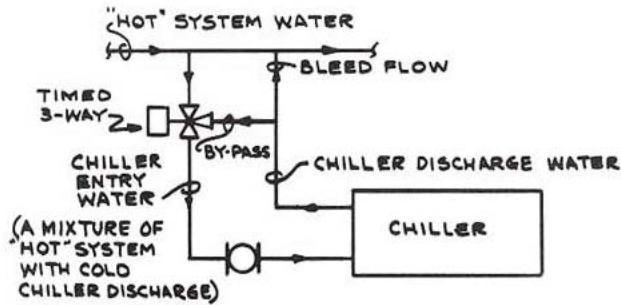 "HOT" SYSTEM WATER
BLEED FLOW
TIMED
3-WAY
BY-PASS
CHILLER
ENTRY
WATER
CHILLER DISCHARGE WATER
(A MIXTURE OF
"HOT" SYSTEM
WITH COLD
CHILLER DISCHARGE)
CHILLER